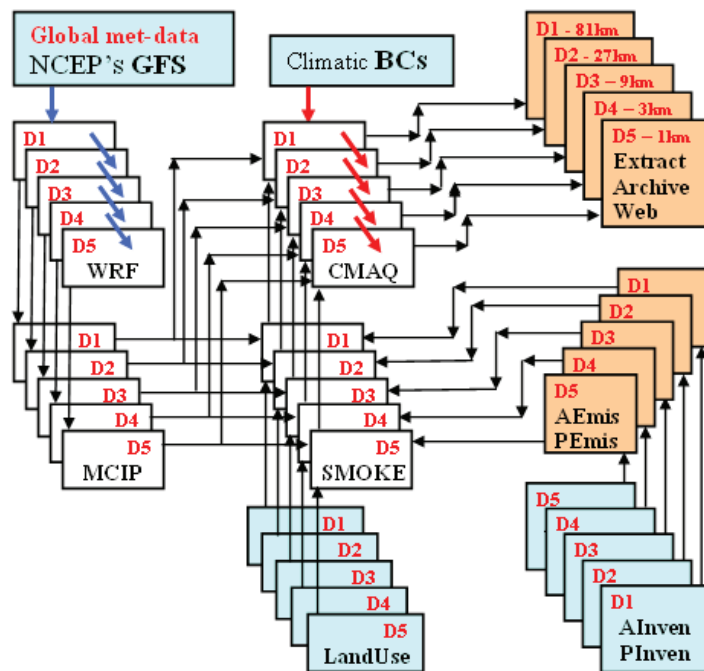 Global met-data
NCEP's GFS
Climatic BCs
D1 - 81km
D2 - 27km
D3 – 9km
D4 – 3km
D5 – 1km
Extract
Archive
Web
D1
D2
D3
D4
D5
WRF
D1
D2
D3
D4
D5
CMAQ
D1
D2
D3
D4
D5
MCIP
D1
D2
D3
D4
D5
SMOKE
D1
D2
D3
D4
D5
AEmis
PEmis
D1
D2
D3
D4
D5
LandUse
D5
D4
D3
D2
D1
AInven
PInven